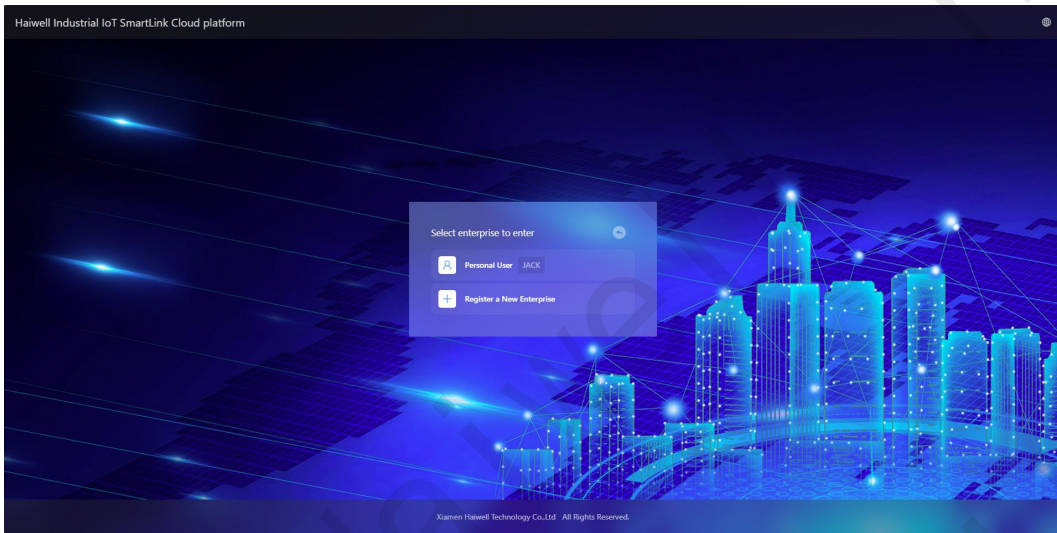 Haiwell Industrial IoT SmartLink Cloud platform
Select enterprise to enter
Personal User JACK
Register a New Enterprise
Xiamen Haiwell Technology Co.,Ltd All Rights Reserved.